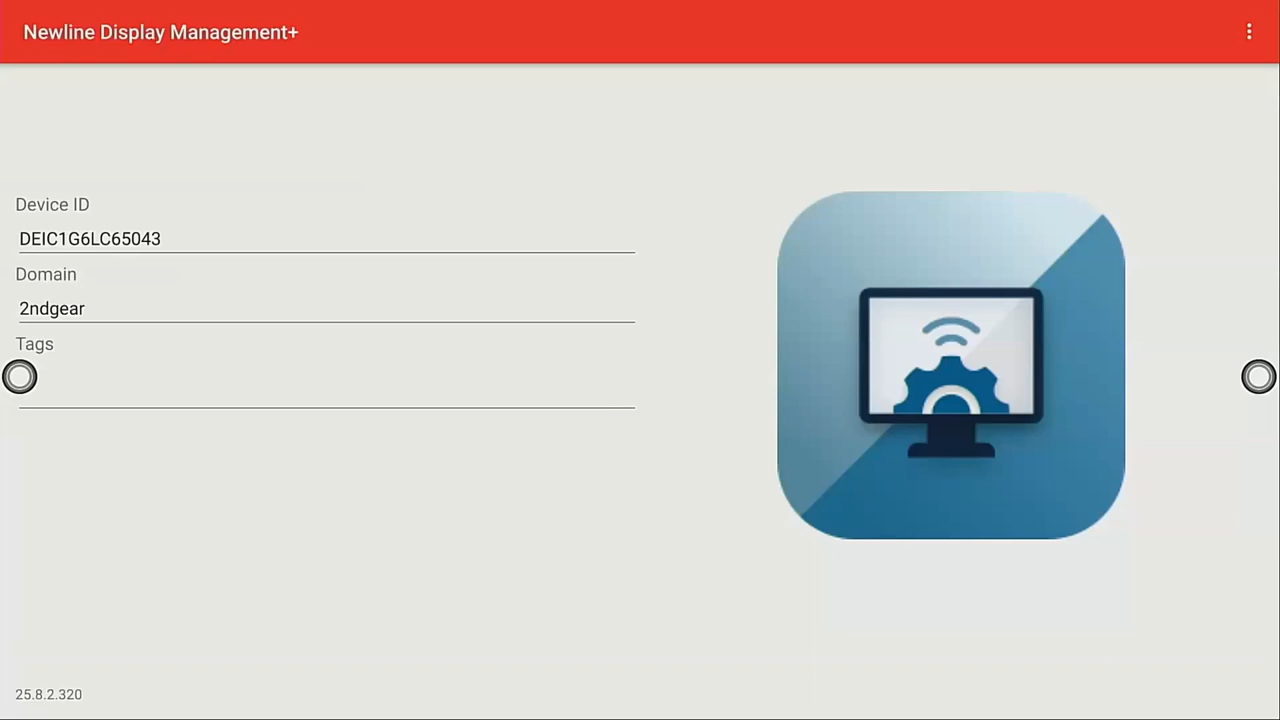 Newline Display Management+
Device ID
DEIC1G6LC65043
Domain
2ndgear
Tags
25.8.2.320